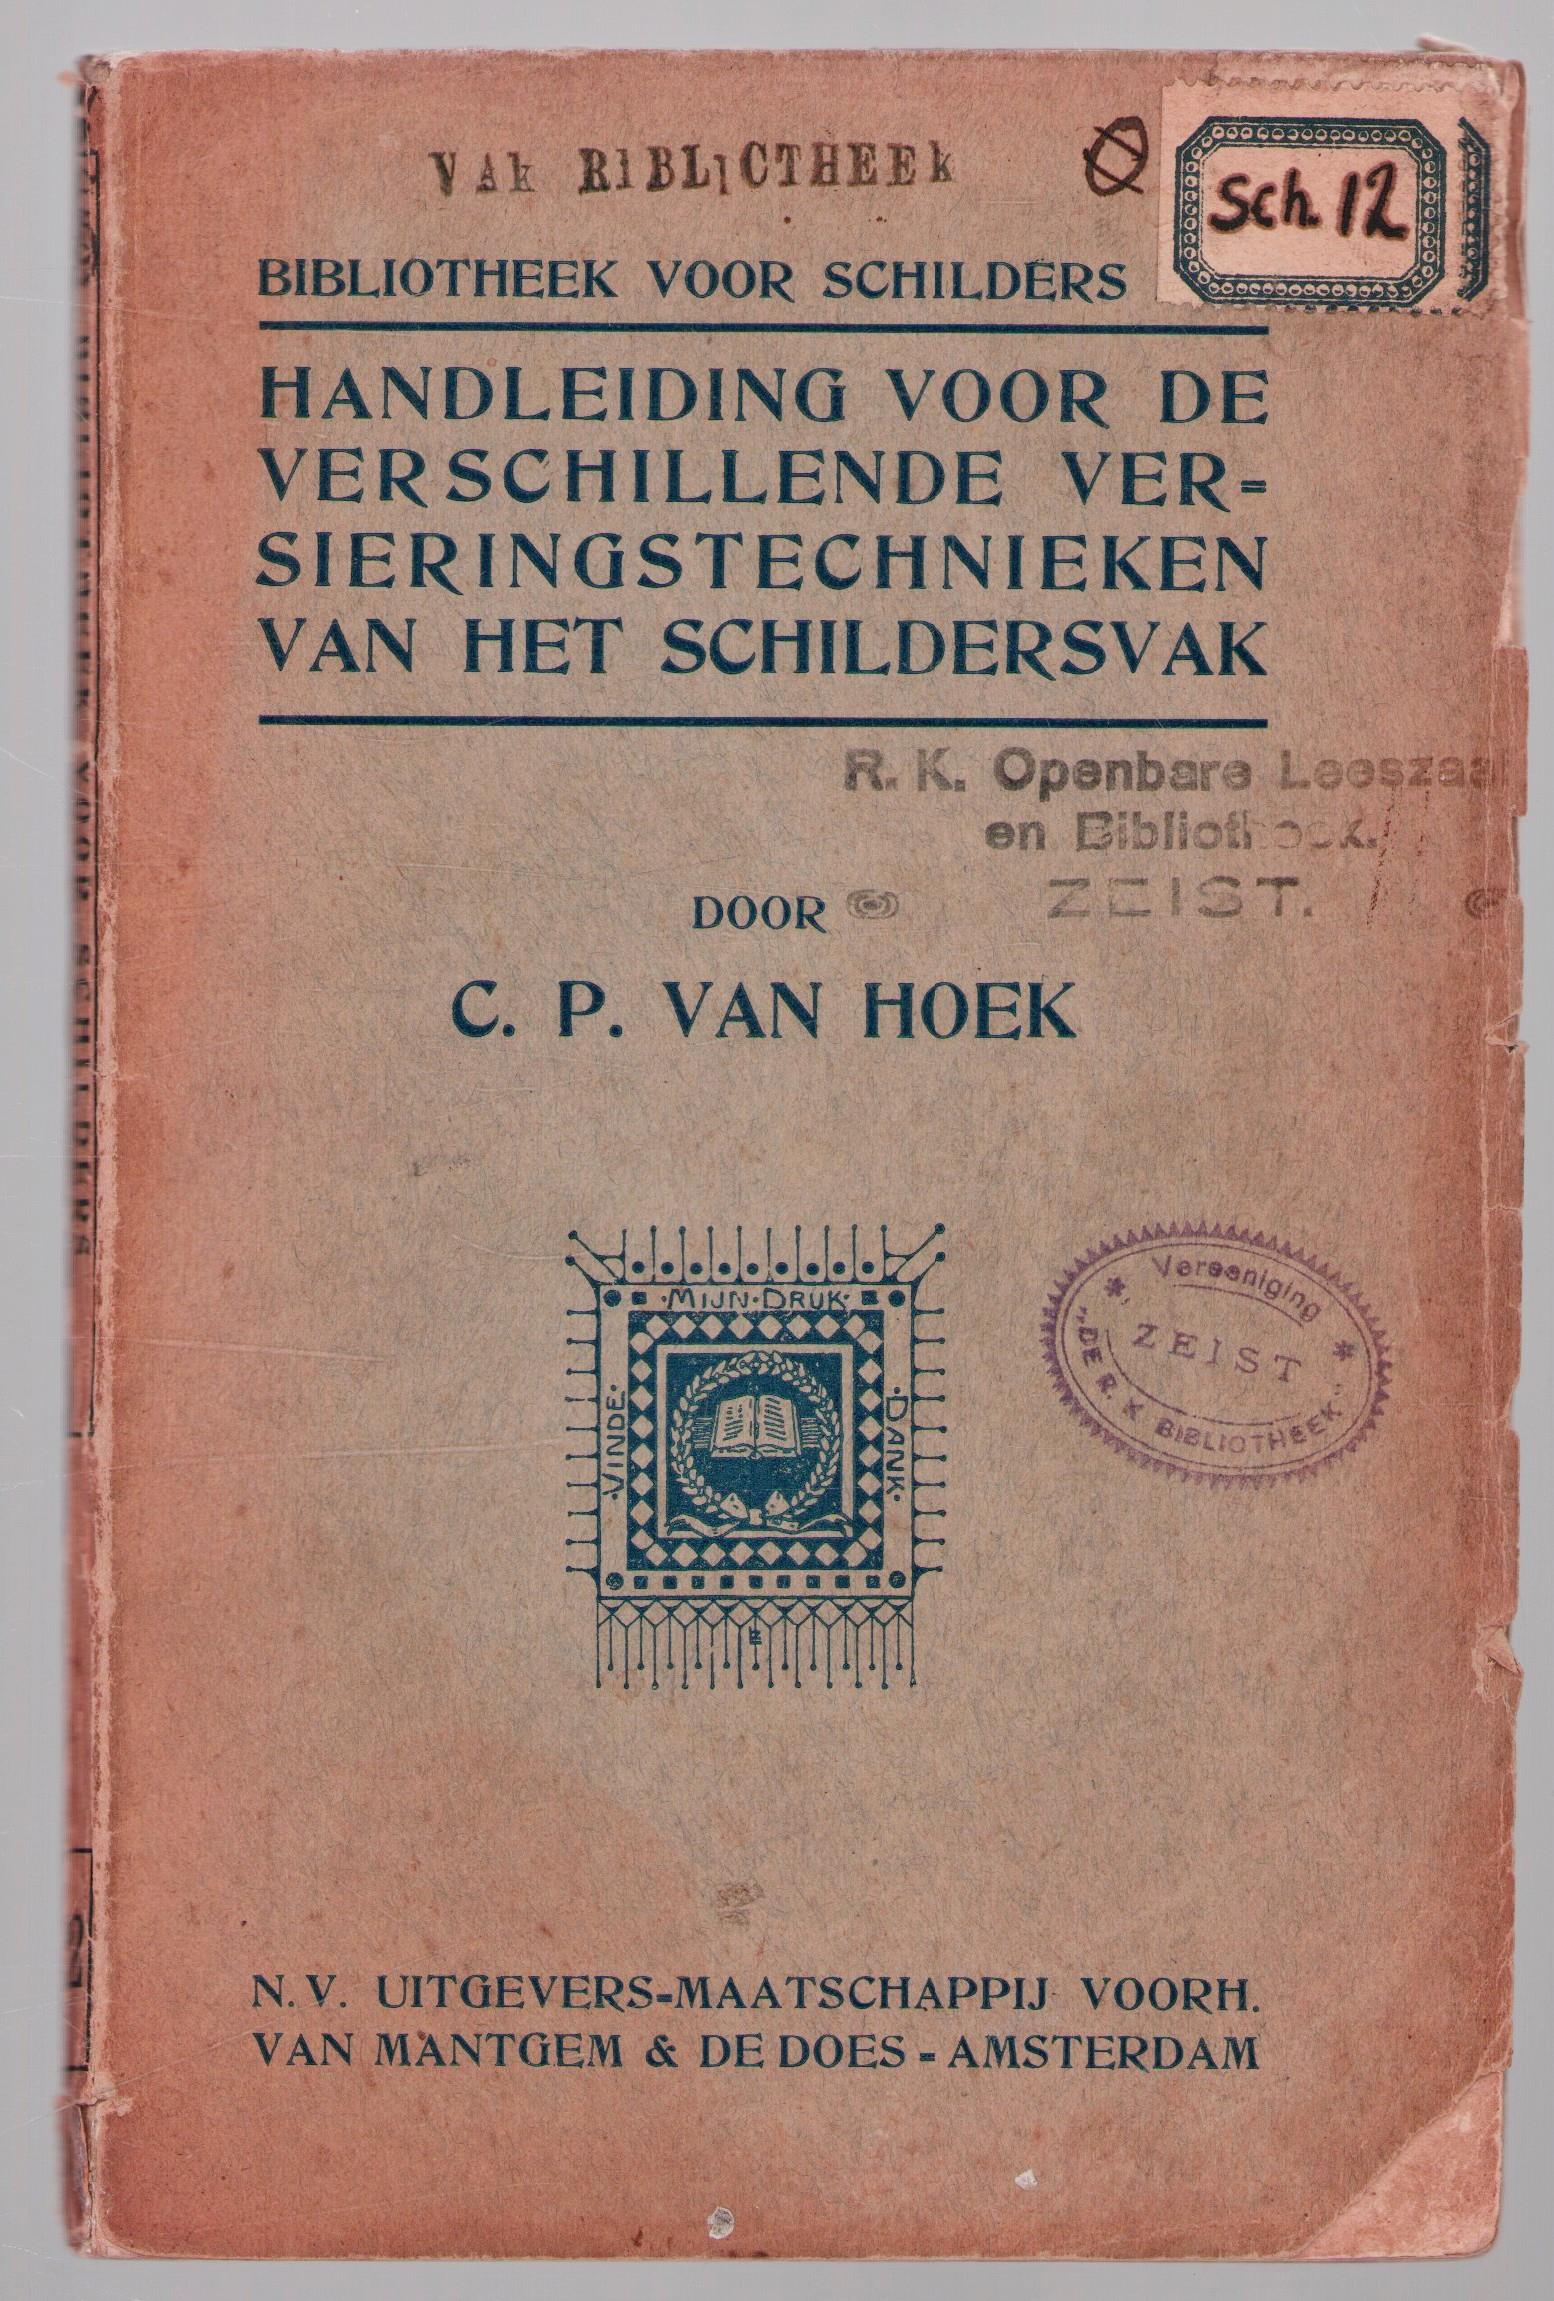 VAk BIBLICTHEEk
Sch. 12
BIBLIOTHEEK VOOR SCHILDERS
HANDLEIDING VOOR DE
VERSCHILLENDE VER=
SIERINGSTECHNIEKEN
VAN HET SCHILDERSVAK
R. K. Openbare Leeszaal
en Bibliotheek.
ZEIST.
DOOR
C. P. VAN HOEK
·MIJN·DRUK·
·VINDE·
·DANK·
Vereeniging
ZEIST
"DE R. K BIBLIOTHEEK"
N. V. UITGEVERS=MAATSCHAPPIJ VOORH.
VAN MANTGEM & DE DOES = AMSTERDAM